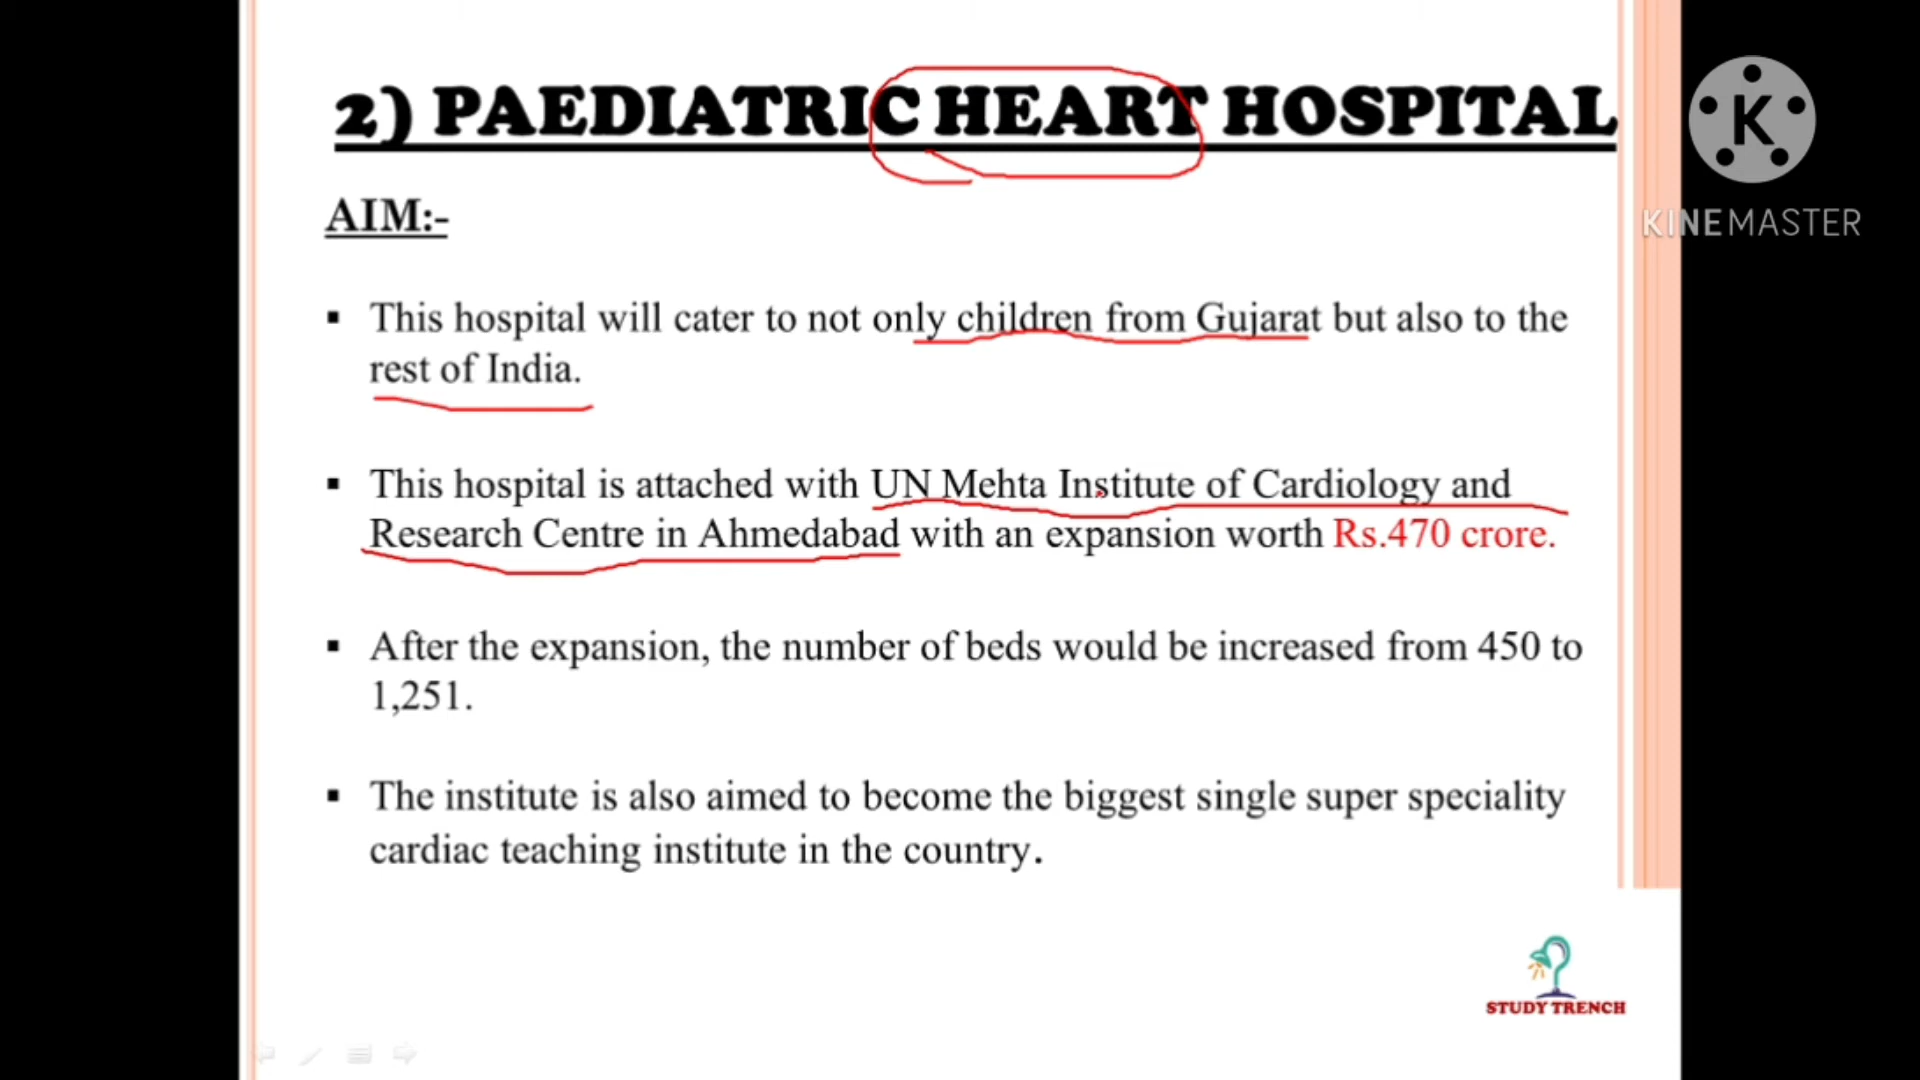 2) PAEDIATRIC HEART HOSPITAL
K
KINEMASTER
AIM:-
▪ This hospital will cater to not only children from Gujarat but also to the
rest of India.
▪ This hospital is attached with UN Mehta Institute of Cardiology and
Research Centre in Ahmedabad with an expansion worth Rs.470 crore.
▪ After the expansion, the number of beds would be increased from 450 to
1,251.
▪ The institute is also aimed to become the biggest single super speciality
cardiac teaching institute in the country.
STUDY TRENCH